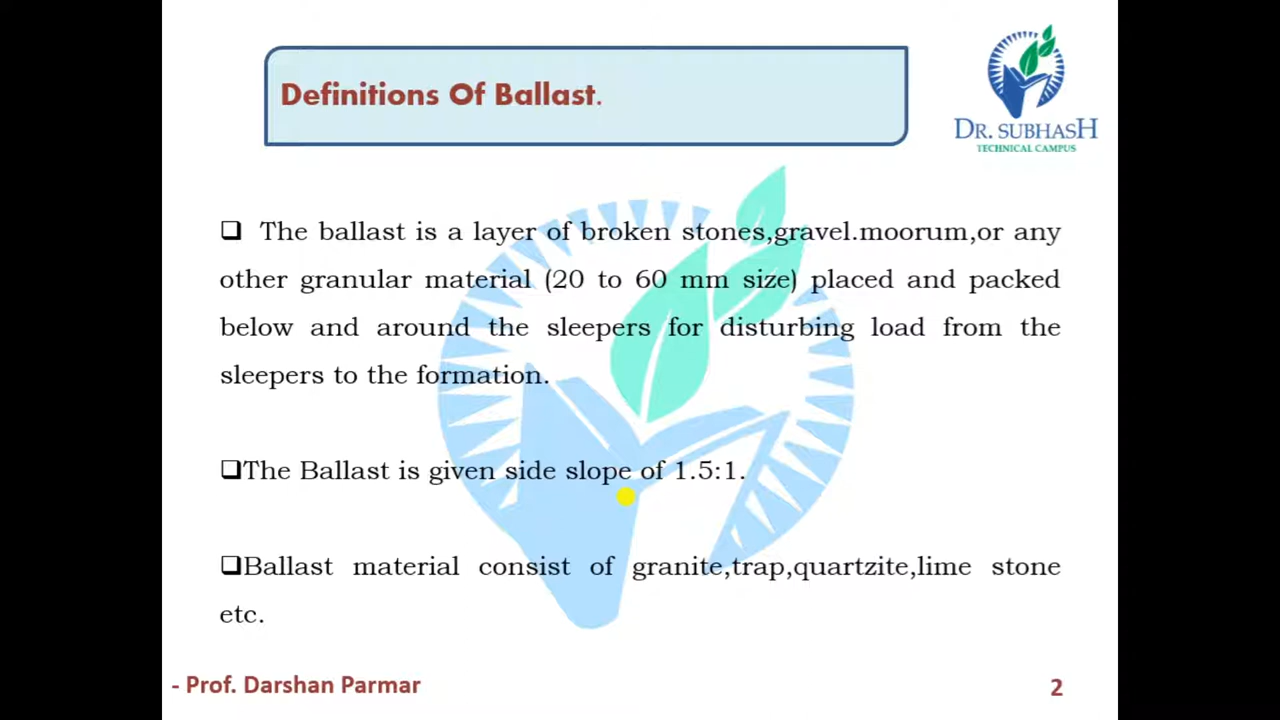 Definitions Of Ballast.
DR. SUBHASH
TECHNICAL CAMPUS
The ballast is a layer of broken stones,gravel.moorum,or any
other granular material (20 to 60 mm size) placed and packed
below and around the sleepers for disturbing load from the
sleepers to the formation.
The Ballast is given side slope of 1.5:1.
Ballast material consist of granite,trap,quartzite,lime stone
etc.
- Prof. Darshan Parmar
2